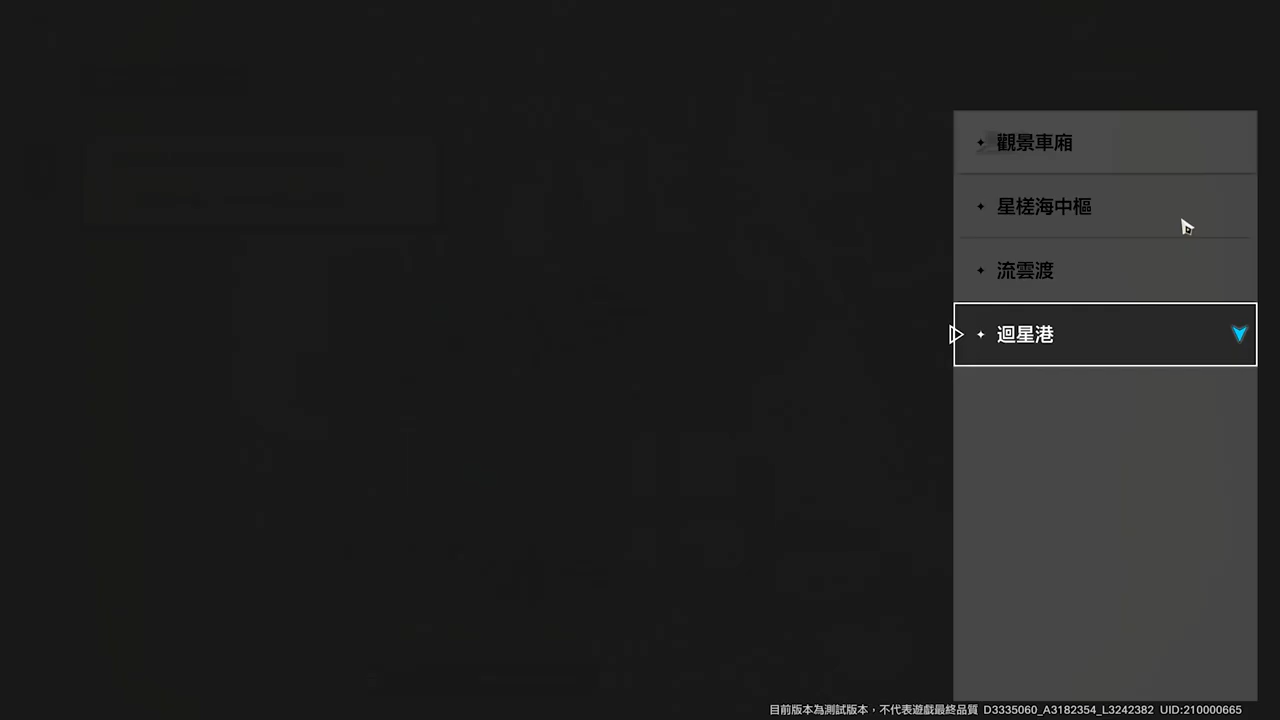 觀景車廂
星槎海中樞
流雲渡
迴星港
目前版本為測試版本，不代表遊戲最終品質 D3335060_A3182354_L3242382 UID:210000665